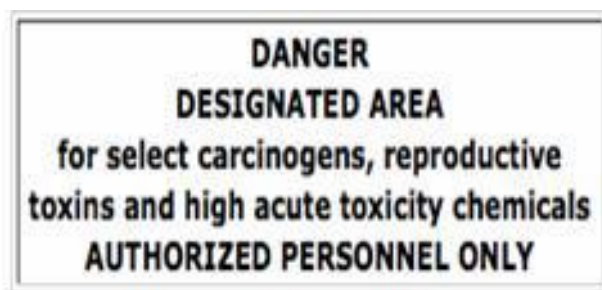 DANGER
DESIGNATED AREA
for select carcinogens, reproductive
toxins and high acute toxicity chemicals
AUTHORIZED PERSONNEL ONLY